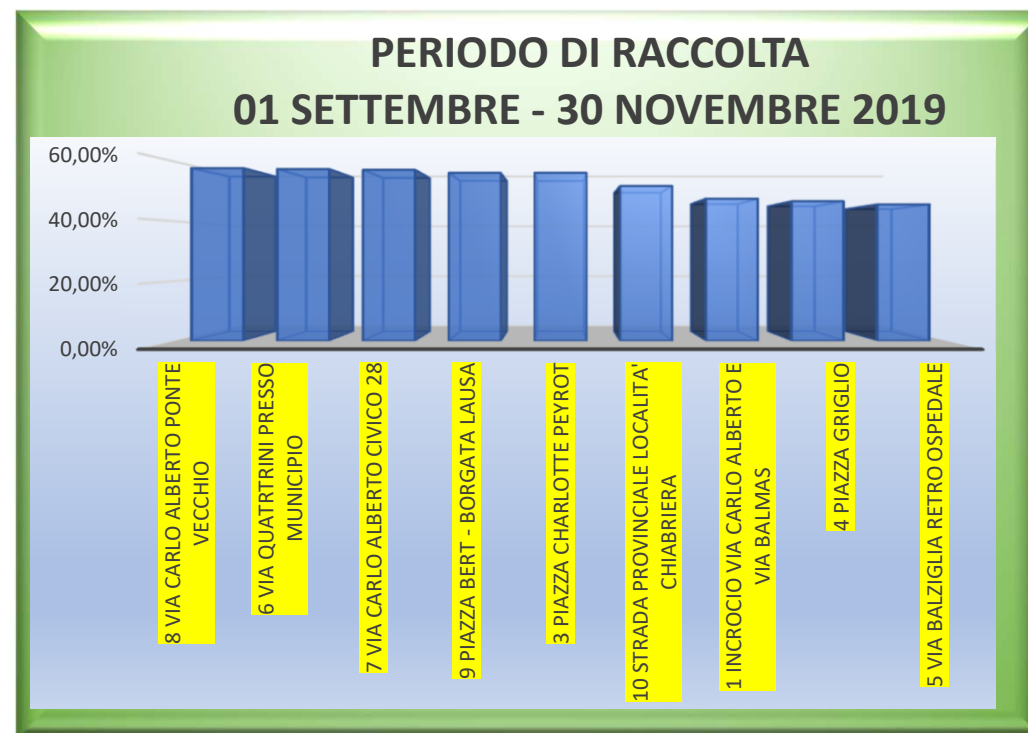 PERIODO DI RACCOLTA
01 SETTEMBRE - 30 NOVEMBRE 2019
60,00%
40,00%
20,00%
0,00%
8 VIA CARLO ALBERTO PONTE
VECCHIO
6 VIA QUATRTRINI PRESSO
MUNICIPIO
7 VIA CARLO ALBERTO CIVICO 28
9 PIAZZA BERT - BORGATA LAUSA
3 PIAZZA CHARLOTTE PEYROT
10 STRADA PROVINCIALE LOCALITA'
CHIABRIERA
1 INCROCIO VIA CARLO ALBERTO E
VIA BALMAS
4 PIAZZA GRIGLIO
5 VIA BALZIGLIA RETRO OSPEDALE